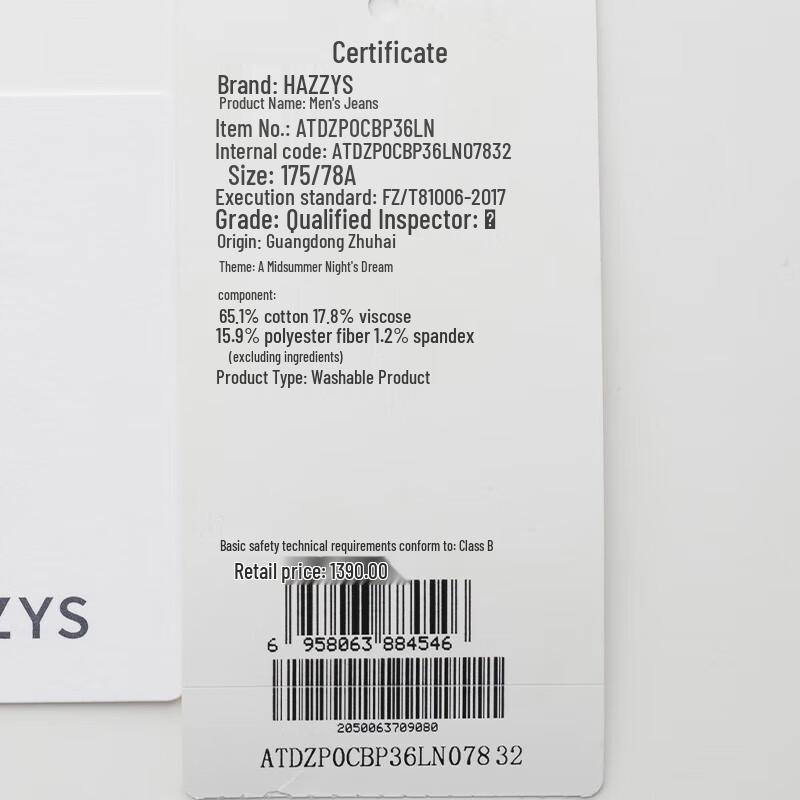 Certificate
Brand: HAZZYS
Product Name: Men's Jeans
Item No.: ATDZP0CBP36LN
Internal code: ATDZP0CBP36LN07832
Size: 175/78A
Execution standard: FZ/T81006-2017
Grade: Qualified Inspector:
Origin: Guangdong Zhuhai
Theme: A Midsummer Night's Dream
component:
65.1% cotton 17.8% viscose
15.9% polyester fiber 1.2% spandex
(excluding ingredients)
Product Type: Washable Product
Basic safety technical requirements conform to: Class B
Retail price: 1390.00
6 958063 884546
2050063709080
ATDZP0CBP36LN07832
ZYS